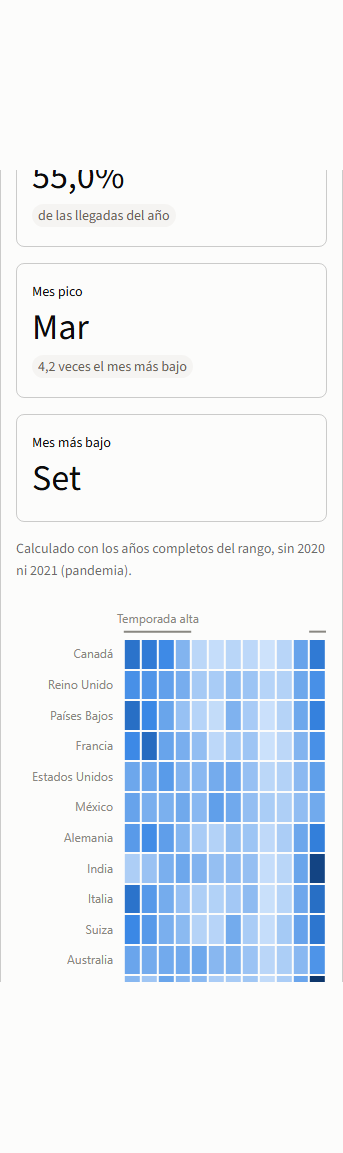 55,0%
de las llegadas del año
Mes pico
Mar
4,2 veces el mes más bajo
Mes más bajo
Set
Calculado con los años completos del rango, sin 2020
ni 2021 (pandemia).
Temporada alta
Canadá
Reino Unido
Países Bajos
Francia
Estados Unidos
México
Alemania
India
Italia
Suiza
Australia